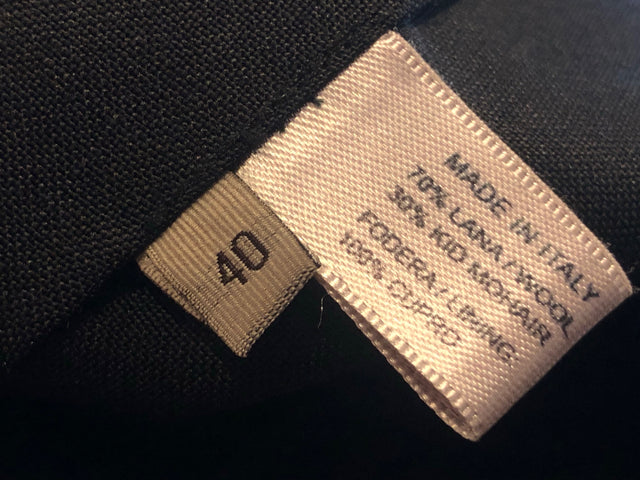 40
MADE IN ITALY
70% LANA/WOOL
30% KID MOHAIR
FODERA/LINING
100% CUPRO